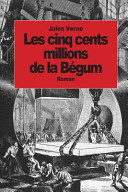 Jules Verne
Les cinq cents
millions
de la Bégum
Roman